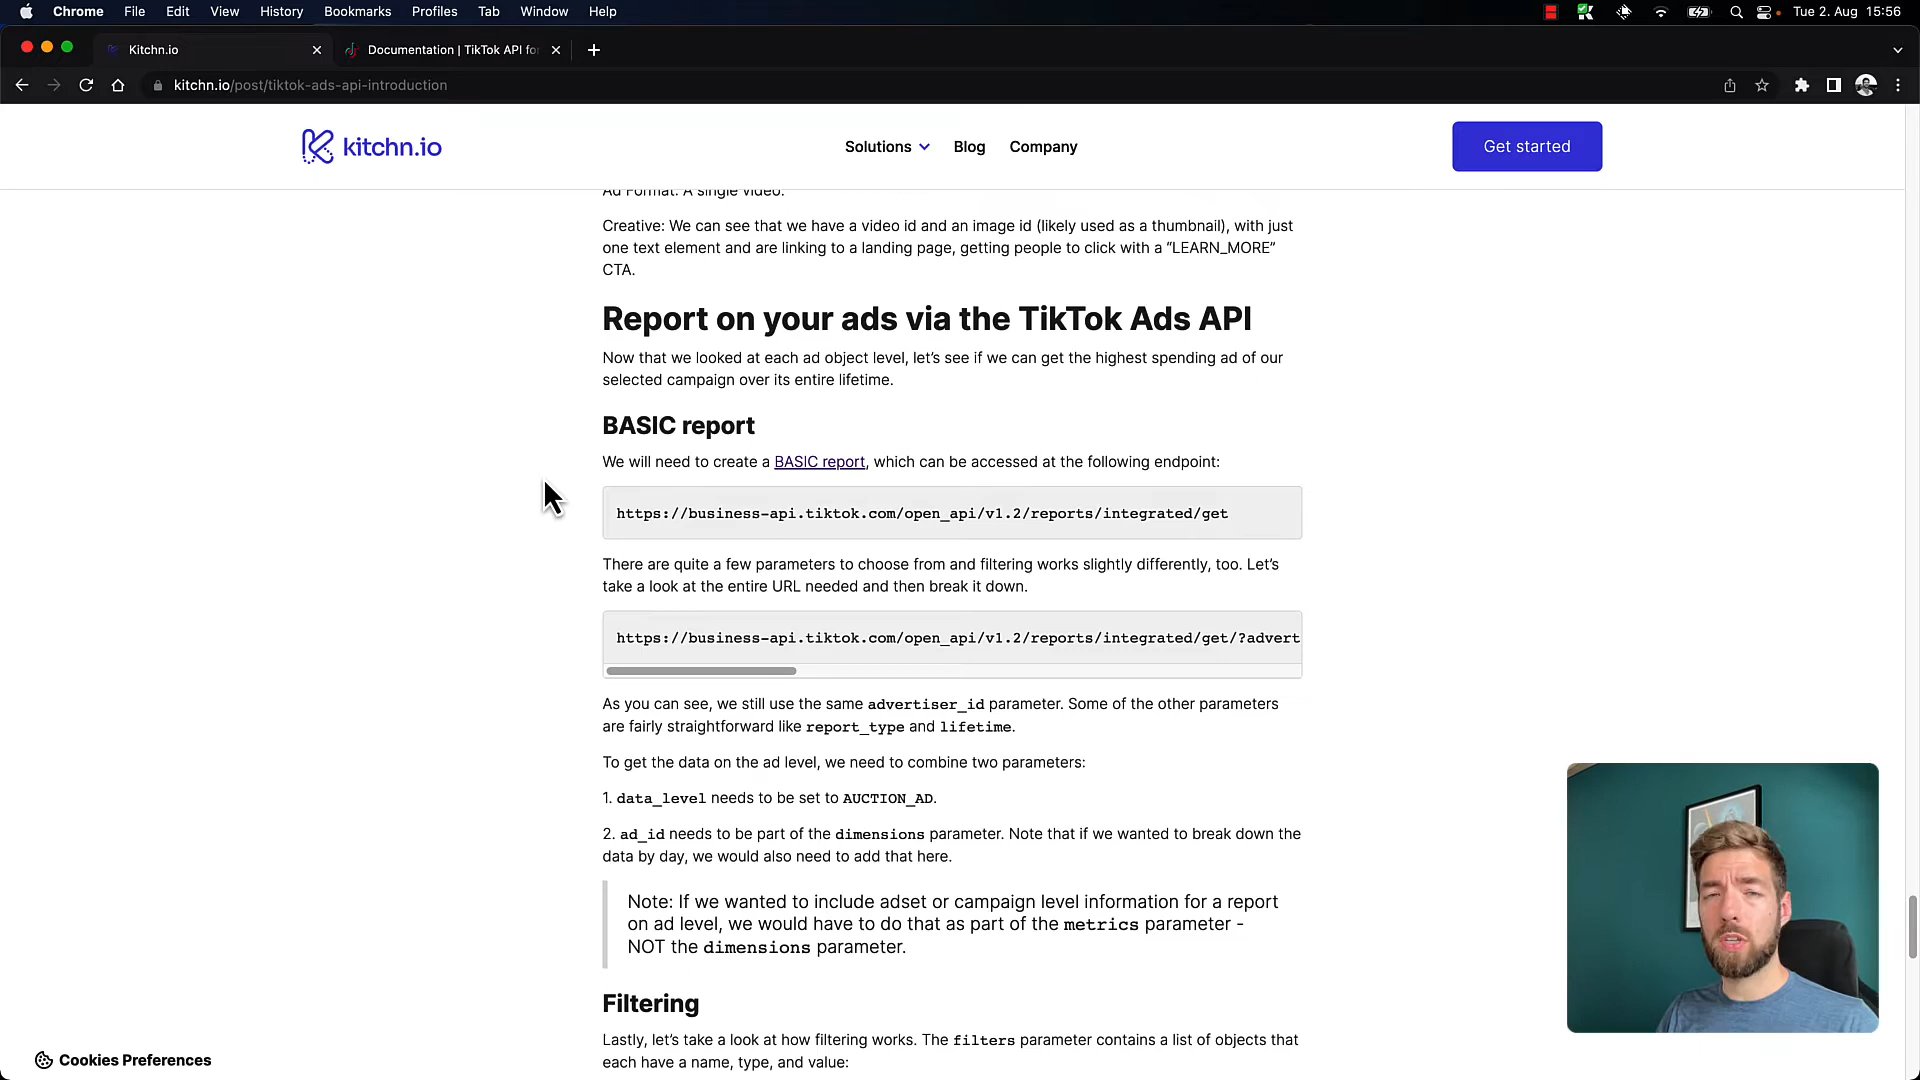 Chrome File Edit View History Bookmarks Profiles Tab Window Help Tue 2. Aug 15:56
Kitchn.io Documentation | TikTok API fo
kitchn.io/post/tiktok-ads-api-introduction
kitchn.io Solutions Blog Company Get started
Ad Format: A single video.
Creative: We can see that we have a video id and an image id (likely used as a thumbnail), with just
one text element and are linking to a landing page, getting people to click with a “LEARN_MORE”
CTA.
Report on your ads via the TikTok Ads API
Now that we looked at each ad object level, let’s see if we can get the highest spending ad of our
selected campaign over its entire lifetime.
BASIC report
We will need to create a BASIC report, which can be accessed at the following endpoint:
https://business-api.tiktok.com/open_api/v1.2/reports/integrated/get
There are quite a few parameters to choose from and filtering works slightly differently, too. Let’s
take a look at the entire URL needed and then break it down.
https://business-api.tiktok.com/open_api/v1.2/reports/integrated/get/?advert
As you can see, we still use the same advertiser_id parameter. Some of the other parameters
are fairly straightforward like report_type and lifetime.
To get the data on the ad level, we need to combine two parameters:
1. data_level needs to be set to AUCTION_AD.
2. ad_id needs to be part of the dimensions parameter. Note that if we wanted to break down the
data by day, we would also need to add that here.
Note: If we wanted to include adset or campaign level information for a report
on ad level, we would have to do that as part of the metrics parameter -
NOT the dimensions parameter.
Filtering
Lastly, let’s take a look at how filtering works. The filters parameter contains a list of objects that
each have a name, type, and value:
Cookies Preferences